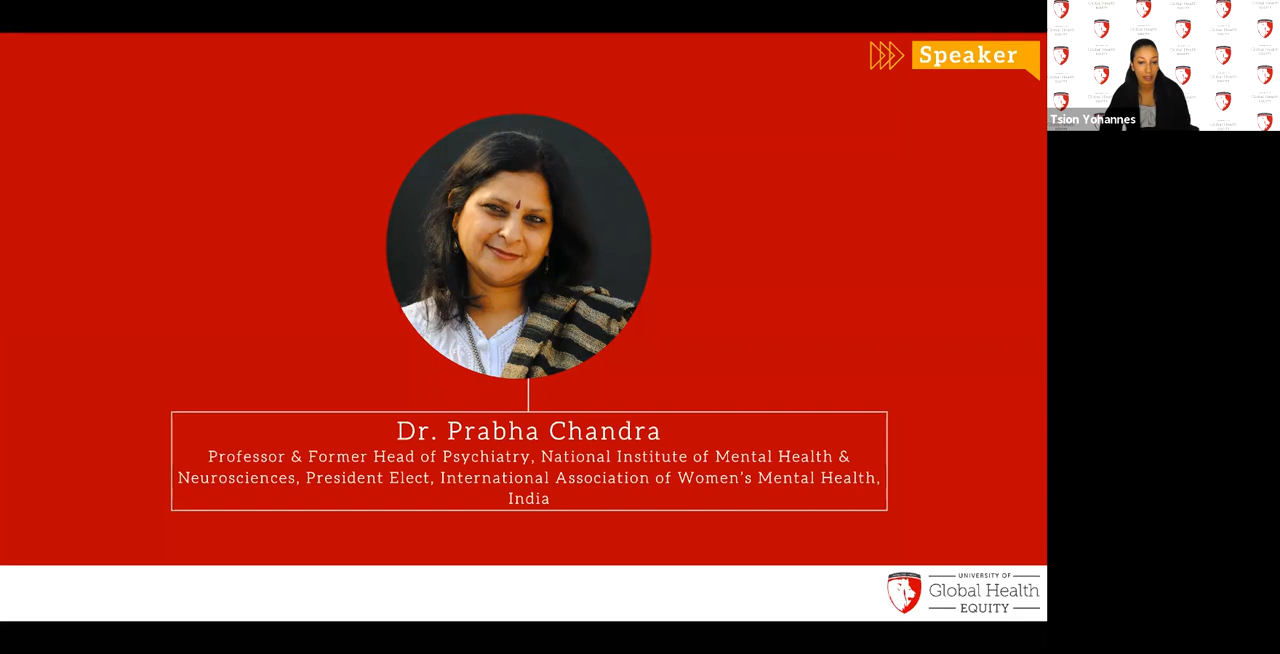 Speaker
Tsion Yohannes
Dr. Prabha Chandra
Professor & Former Head of Psychiatry, National Institute of Mental Health &
Neurosciences, President Elect, International Association of Women's Mental Health,
India
UNIVERSITY OF
Global Health
EQUITY